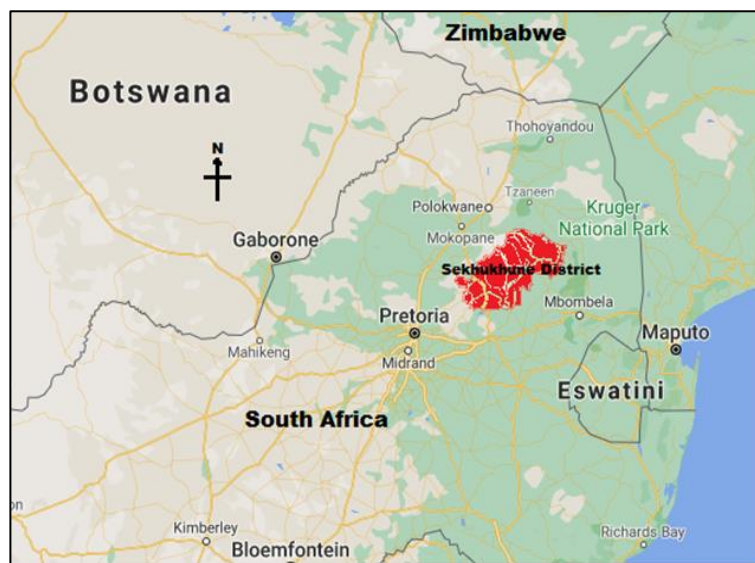 Zimbabwe
Botswana
N
Thohoyandou
Tzaneen
Polokwane
Kruger
National Park
Mokopane
Gaborone
Sekhukhune District
Mbombela
Pretoria
Maputo
Mahikeng
Midrand
Eswatini
South Africa
Kimberley
Richards Bay
Bloemfontein